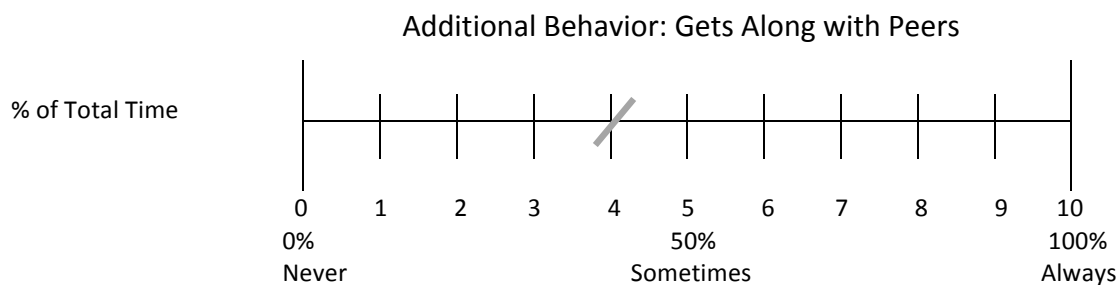 Additional Behavior: Gets Along with Peers
% of Total Time
0 1 2 3 4 5 6 7 8 9 10
0% 50% 100%
Never Sometimes Always